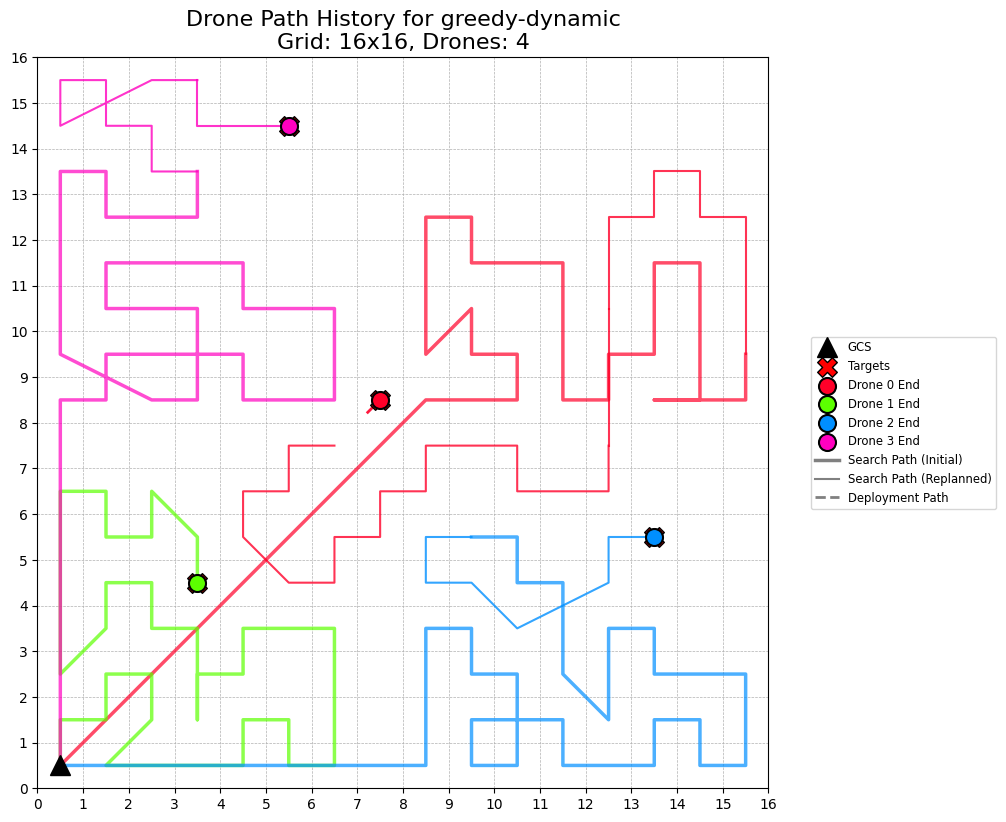 Drone Path History for greedy-dynamic
Grid: 16x16, Drones: 4
16
15
14
13
12
11
10
9
8
7
6
5
4
3
2
1
0
0 1 2 3 4 5 6 7 8 9 10 11 12 13 14 15 16
GCS
Targets
Drone 0 End
Drone 1 End
Drone 2 End
Drone 3 End
Search Path (Initial)
Search Path (Replanned)
Deployment Path